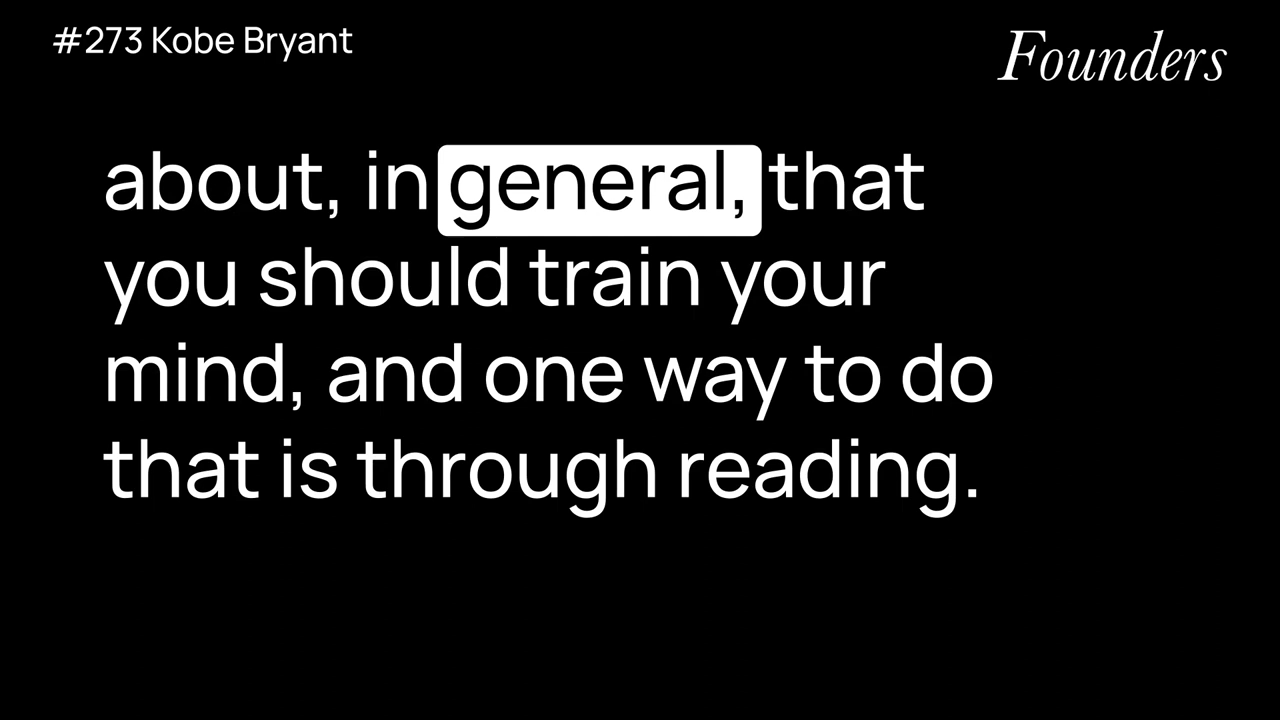 #273 Kobe Bryant
Founders
about, in general, that
you should train your
mind, and one way to do
that is through reading.